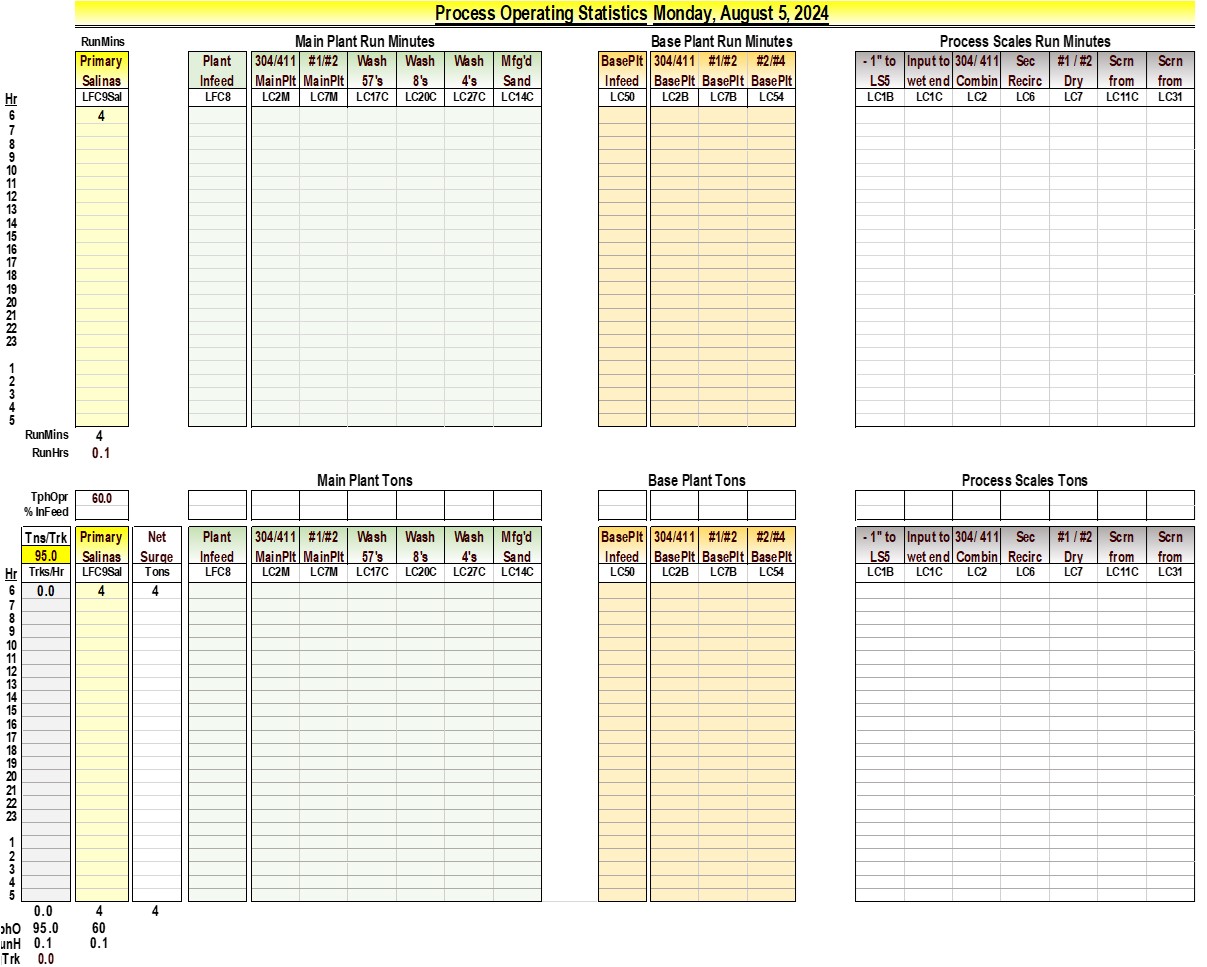 Process Operating Statistics Monday, August 5, 2024
RunMins Main Plant Run Minutes Base Plant Run Minutes Process Scales Run Minutes
Primary Plant 304/411 #1/#2 Wash Wash Wash Mfg'd BasePlt 304/411 #1/#2 #2/#4 - 1" to Input to 304/ 411 Sec #1 / #2 Scrn Scrn
Salinas Infeed MainPlt MainPlt 57's 8's 4's Sand Infeed BasePlt BasePlt BasePlt LS5 wet end Combin Recirc Dry from from
Hr LFC9Sal LFC8 LC2M LC7M LC17C LC20C LC27C LC14C LC50 LC2B LC7B LC54 LC1B LC1C LC2 LC6 LC7 LC11C LC31
6 4
7
8
9
10
11
12
13
14
15
16
17
18
19
20
21
22
23
1
2
3
4
5
RunMins 4
RunHrs 0.1
Main Plant Tons Base Plant Tons Process Scales Tons
TphOpr 60.0
% InFeed
Tns/Trk Primary Net Plant 304/411 #1/#2 Wash Wash Wash Mfg'd BasePlt 304/411 #1/#2 #2/#4 - 1" to Input to 304/ 411 Sec #1 / #2 Scrn Scrn
95.0 Salinas Surge Infeed MainPlt MainPlt 57's 8's 4's Sand Infeed BasePlt BasePlt BasePlt LS5 wet end Combin Recirc Dry from from
Hr Trks/Hr LFC9Sal Tons LFC8 LC2M LC7M LC17C LC20C LC27C LC14C LC50 LC2B LC7B LC54 LC1B LC1C LC2 LC6 LC7 LC11C LC31
6 0.0 4 4
7
8
9
10
11
12
13
14
15
16
17
18
19
20
21
22
23
1
2
3
4
5
0.0 4 4
phO 95.0 60
unH 0.1 0.1
Trk 0.0